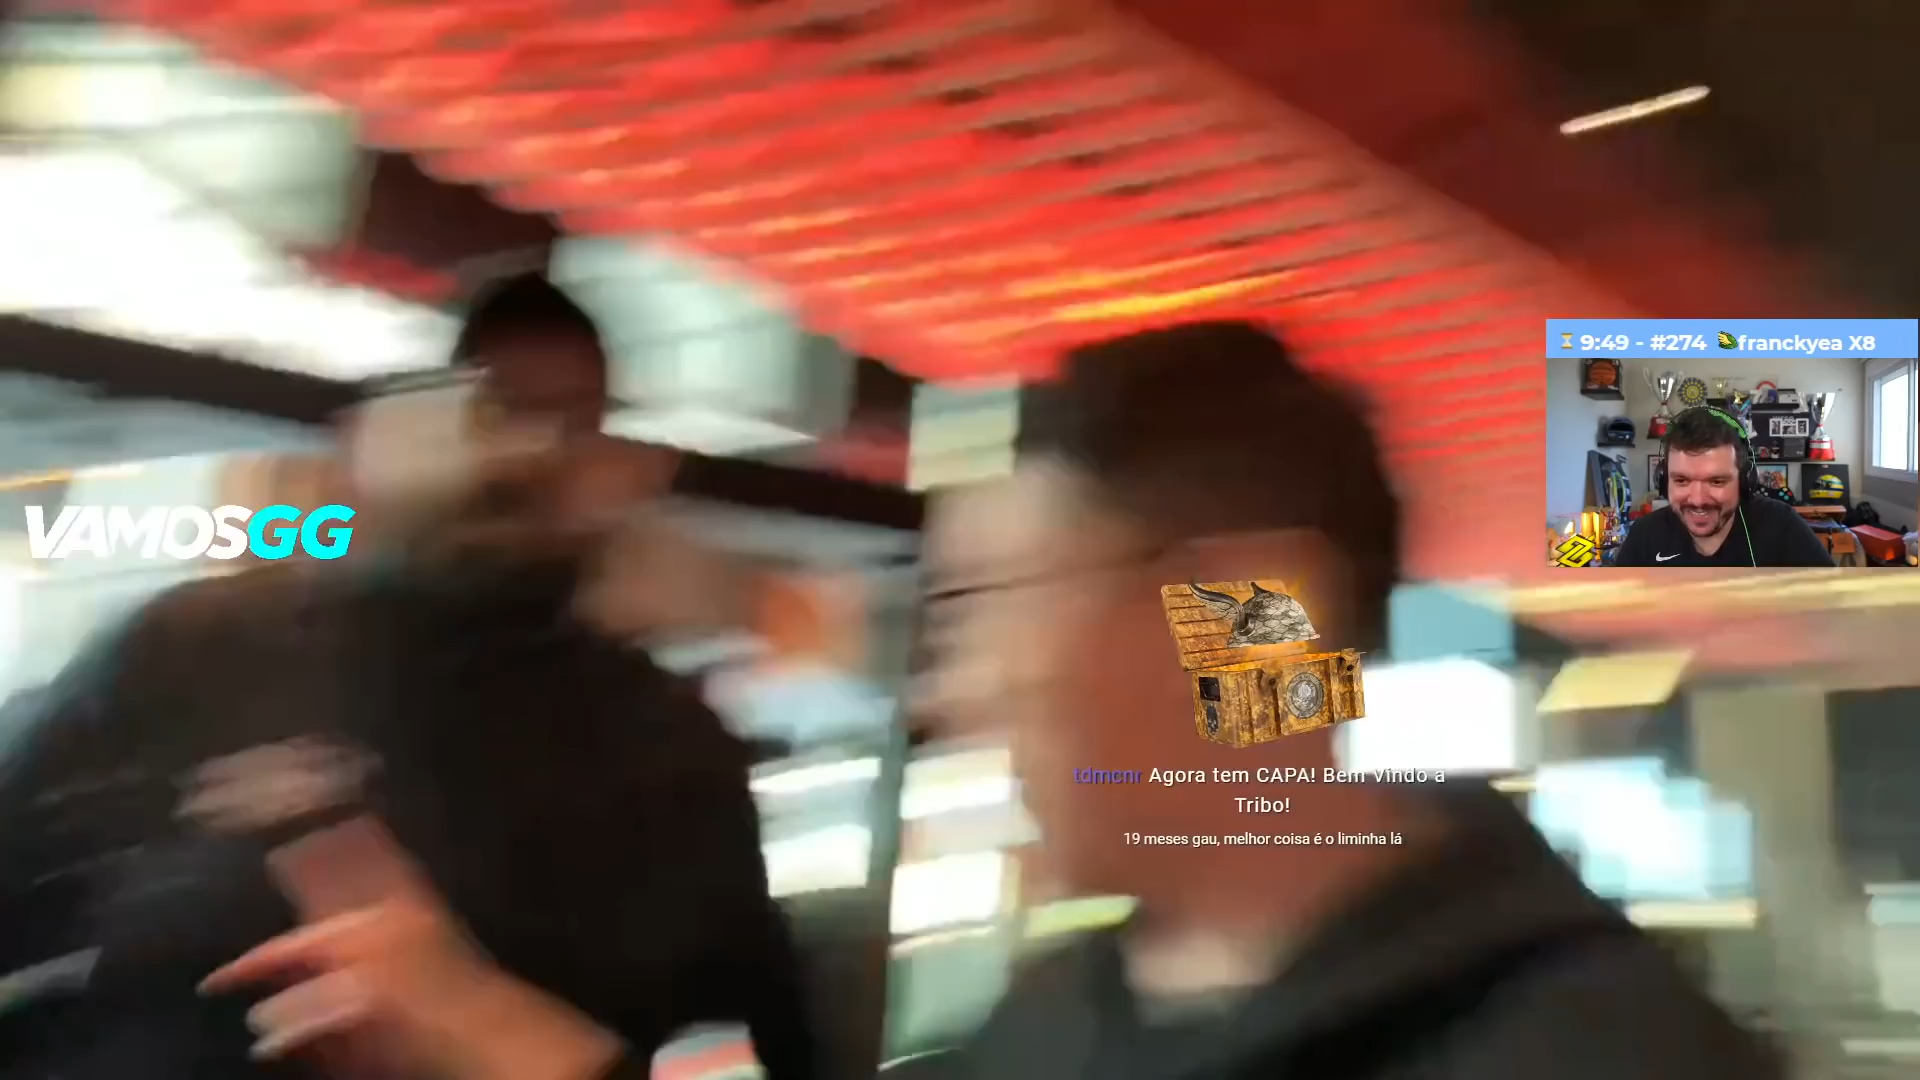 9:49 - #274 franckyea X8
VAMOSGG
tdmcnr Agora tem CAPA! Bem Vindo a
Tribo!
19 meses gau, melhor coisa é o liminha lá